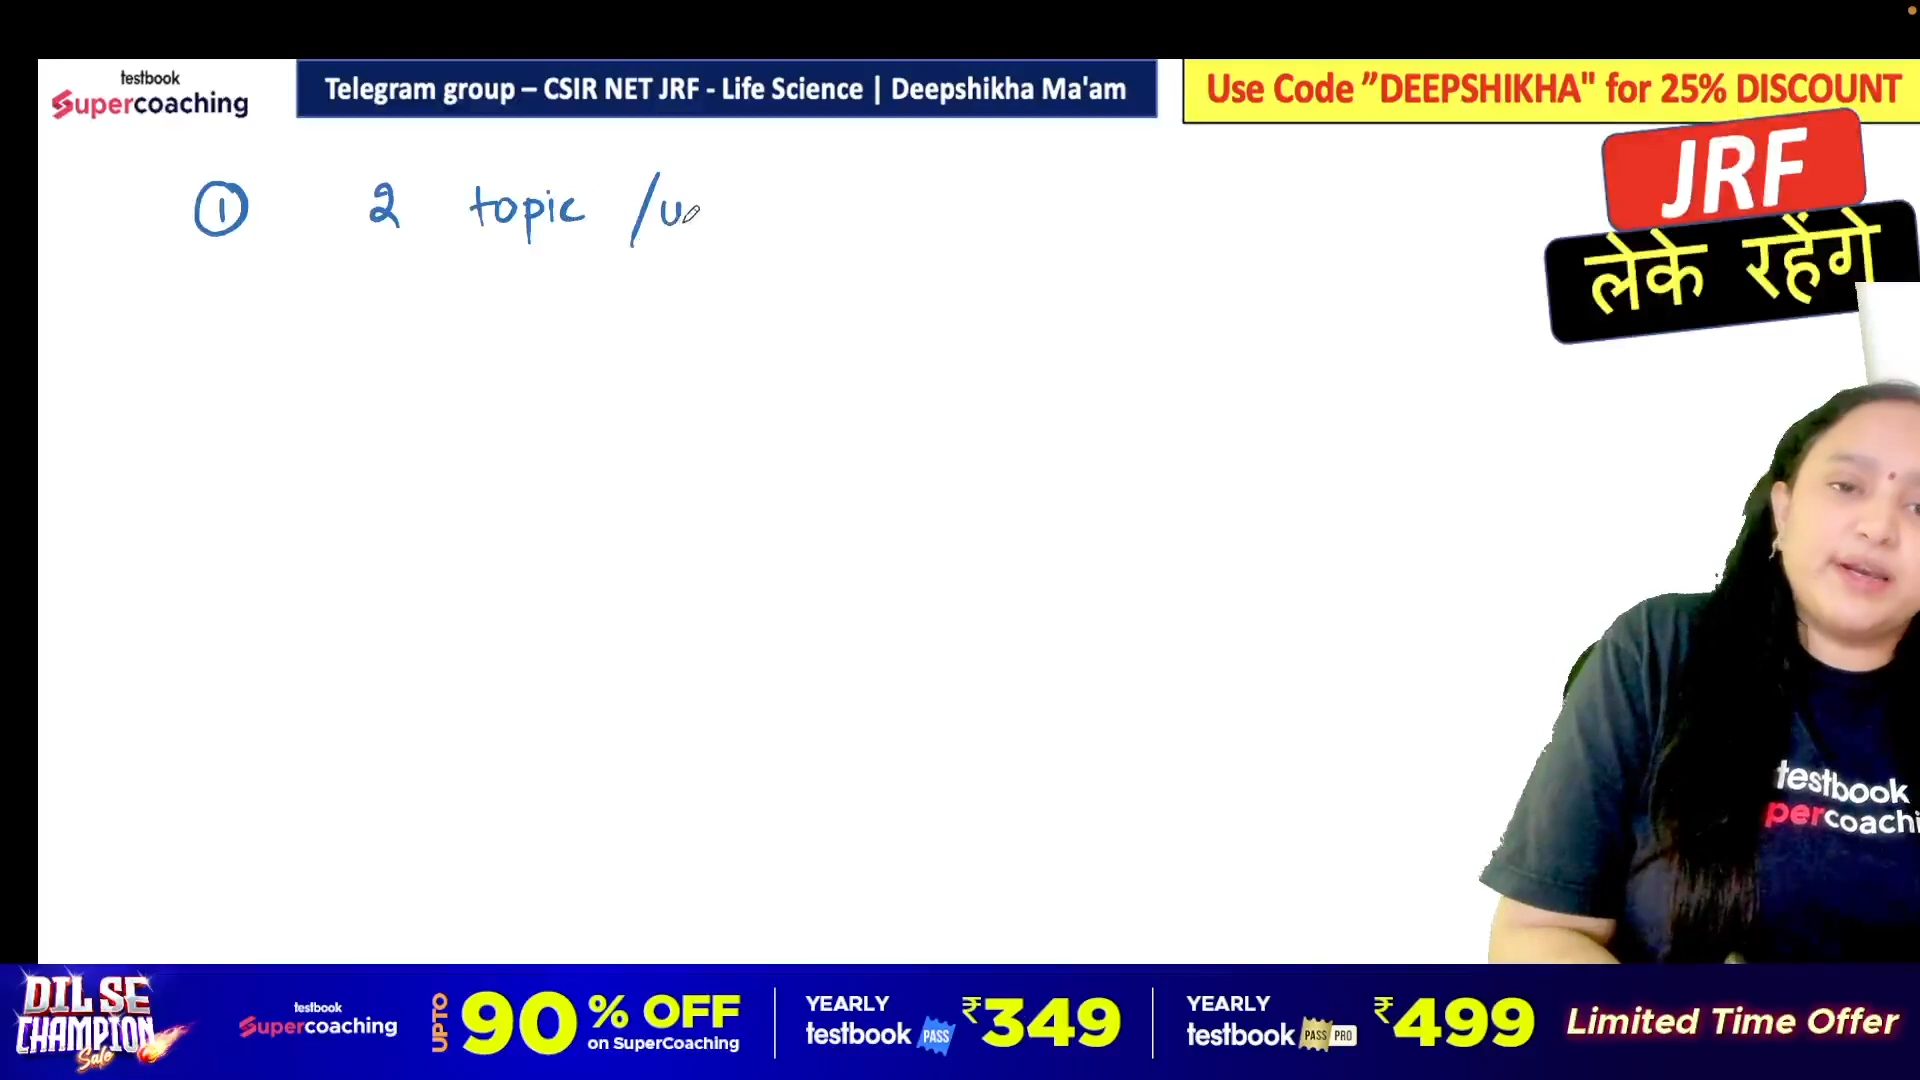 testbook
Supercoaching
Telegram group – CSIR NET JRF - Life Science | Deepshikha Ma'am
Use Code ”DEEPSHIKHA" for 25% DISCOUNT
JRF
लेके रहेंगे
① 2 topic /u
testbook
percoachi
DIL SE
CHAMPION
Sale
testbook
Supercoaching
UPTO
90% OFF
on SuperCoaching
YEARLY
testbook PASS
₹349
YEARLY
testbook PASS PRO
₹499
Limited Time Offer